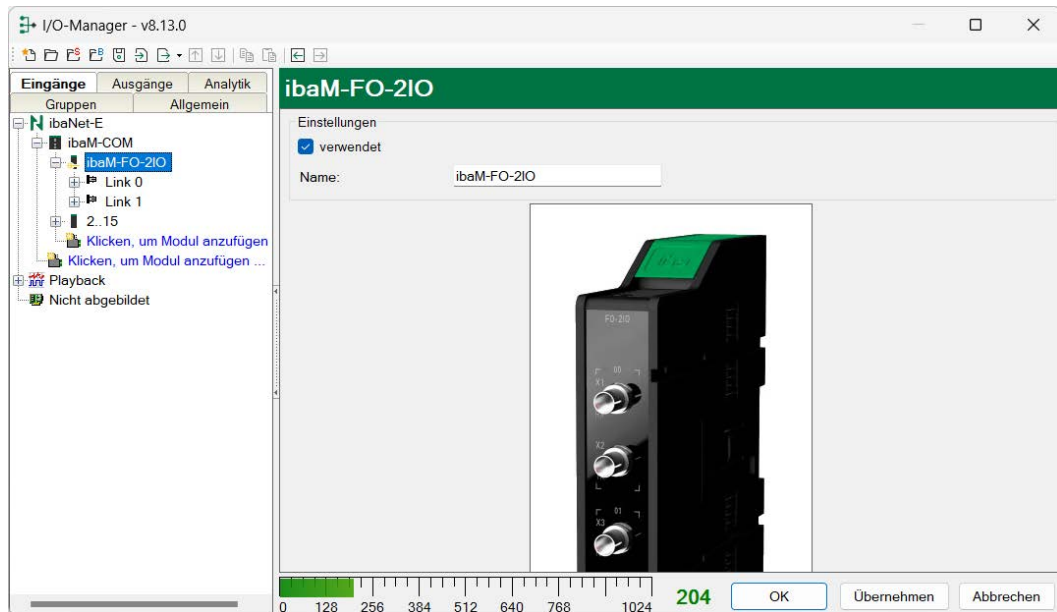 I/O-Manager - v8.13.0
Eingänge Ausgänge Analytik
Gruppen Allgemein
ibaNet-E
ibaM-COM
ibaM-FO-2IO
Link 0
Link 1
2..15
Klicken, um Modul anzufügen
Klicken, um Modul anzufügen ...
Playback
Nicht abgebildet
ibaM-FO-2IO
Einstellungen
verwendet
Name: ibaM-FO-2IO
FO-2IO
00
X1
X2
01
X3
0 128 256 384 512 640 768 1024
204
OK Übernehmen Abbrechen